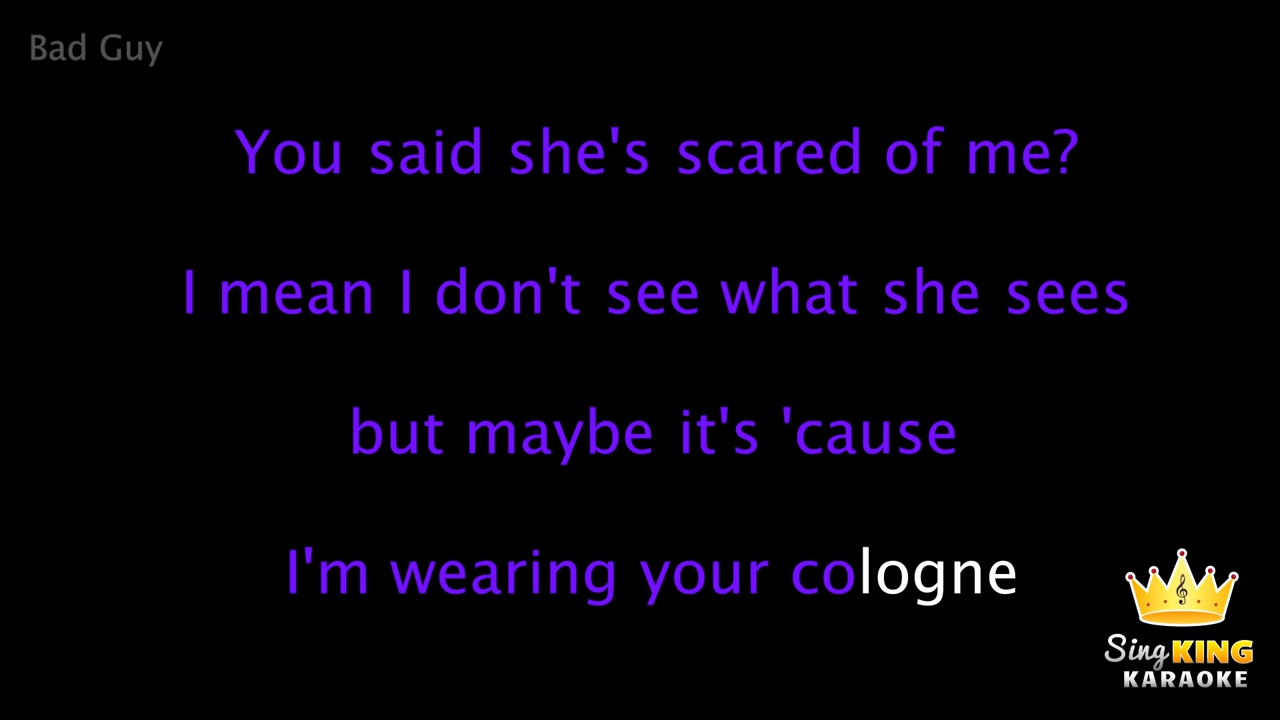 Bad Guy
You said she's scared of me?
I mean I don't see what she sees
but maybe it's 'cause
I'm wearing your cologne
Sing KING
KARAOKE